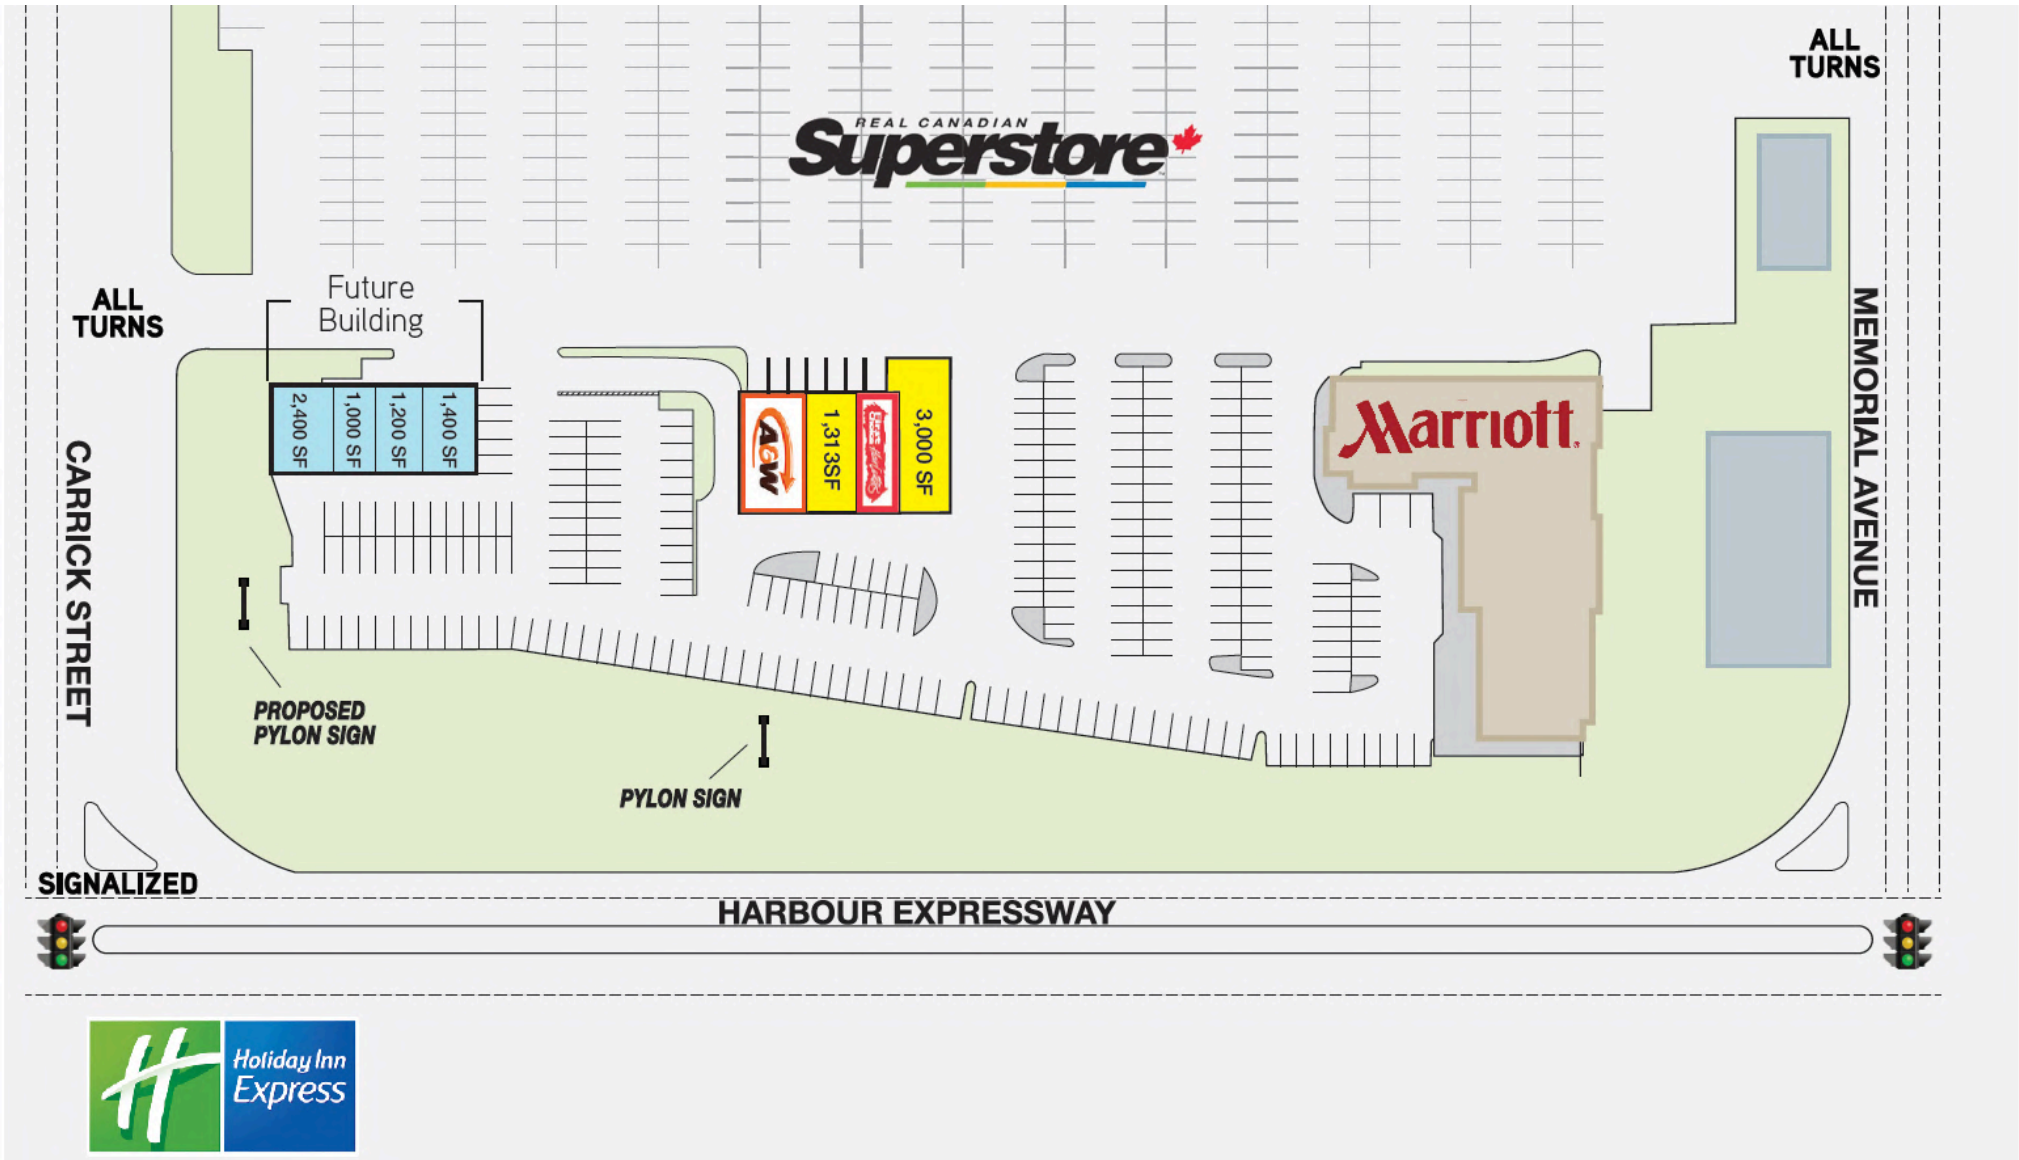 ALL
TURNS
REAL CANADIAN
Superstore
Future
Building
ALL
TURNS
MEMORIAL AVENUE
2,400 SF
1,000 SF
1,200 SF
1,400 SF
A&W
1,313SF
3,000 SF
Marriott
CARRICK STREET
PROPOSED
PYLON SIGN
PYLON SIGN
SIGNALIZED
HARBOUR EXPRESSWAY
Holiday Inn
Express